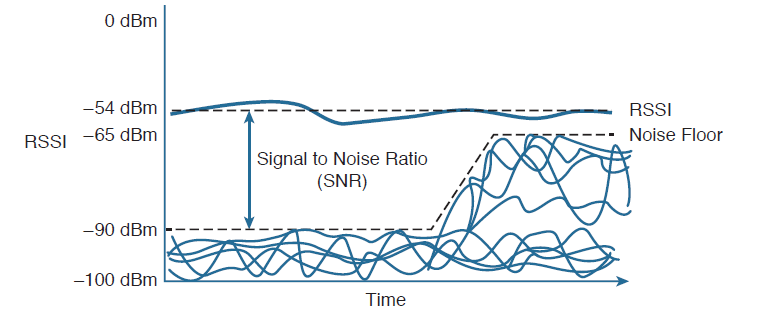 0 dBm
−54 dBm
RSSI
RSSI
−65 dBm
Noise Floor
Signal to Noise Ratio
(SNR)
−90 dBm
−100 dBm
Time